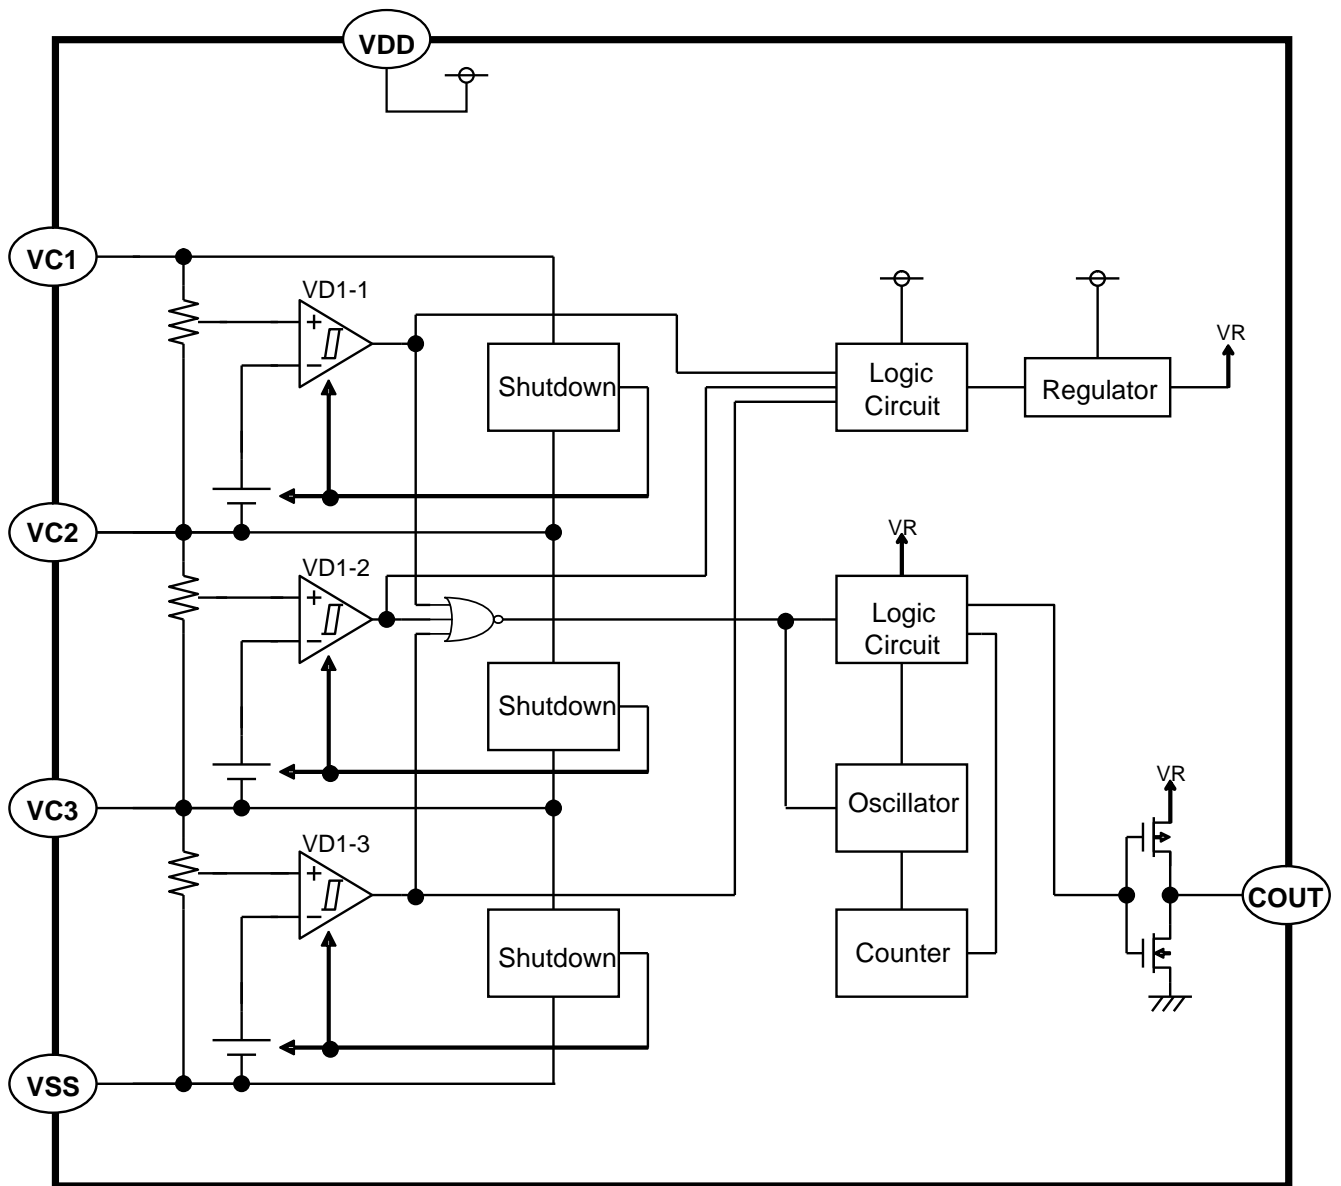 VDD
VC1
VD1-1
+
−
Shutdown
Logic
Circuit
Regulator
VR
VC2
VD1-2
+
−
Shutdown
VR
Logic
Circuit
Oscillator
Counter
VC3
VD1-3
+
−
Shutdown
VR
COUT
VSS